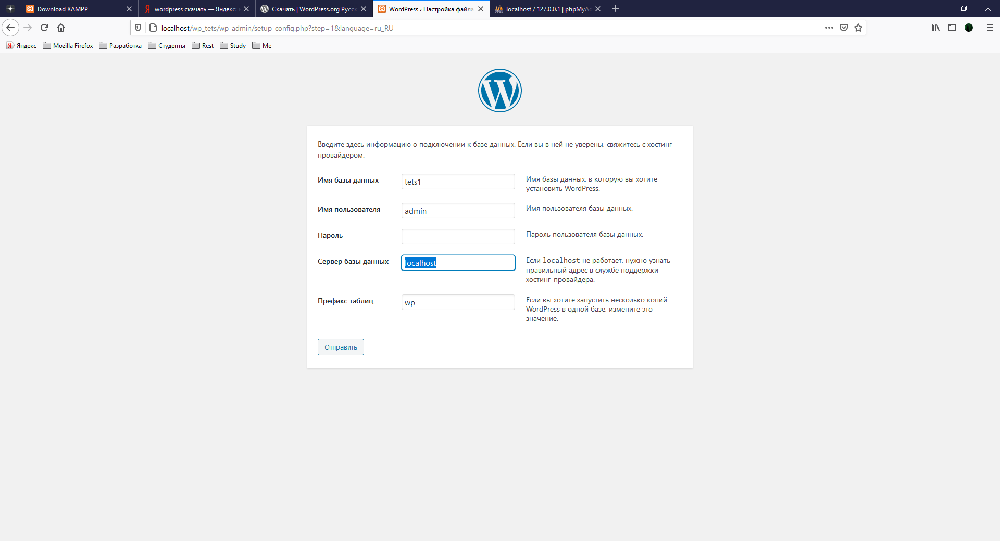 Download XAMPP
wordpress скачать — Яндекс:
Скачать | WordPress.org Русск
WordPress › Настройка файла
localhost / 127.0.0.1 | phpMyAd
localhost/wp_tets/wp-admin/setup-config.php?step=1&language=ru_RU
Яндекс
Mozilla Firefox
Разработка
Студенты
Rest
Study
Me
Введите здесь информацию о подключении к базе данных. Если вы в ней не уверены, свяжитесь с хостинг-
провайдером.
Имя базы данных
tets1
Имя базы данных, в которую вы хотите
установить WordPress.
Имя пользователя
admin
Имя пользователя базы данных.
Пароль
Пароль пользователя базы данных.
Сервер базы данных
localhost
Если localhost не работает, нужно узнать
правильный адрес в службе поддержки
хостинг-провайдера.
Префикс таблиц
wp_
Если вы хотите запустить несколько копий
WordPress в одной базе, измените это
значение.
Отправить